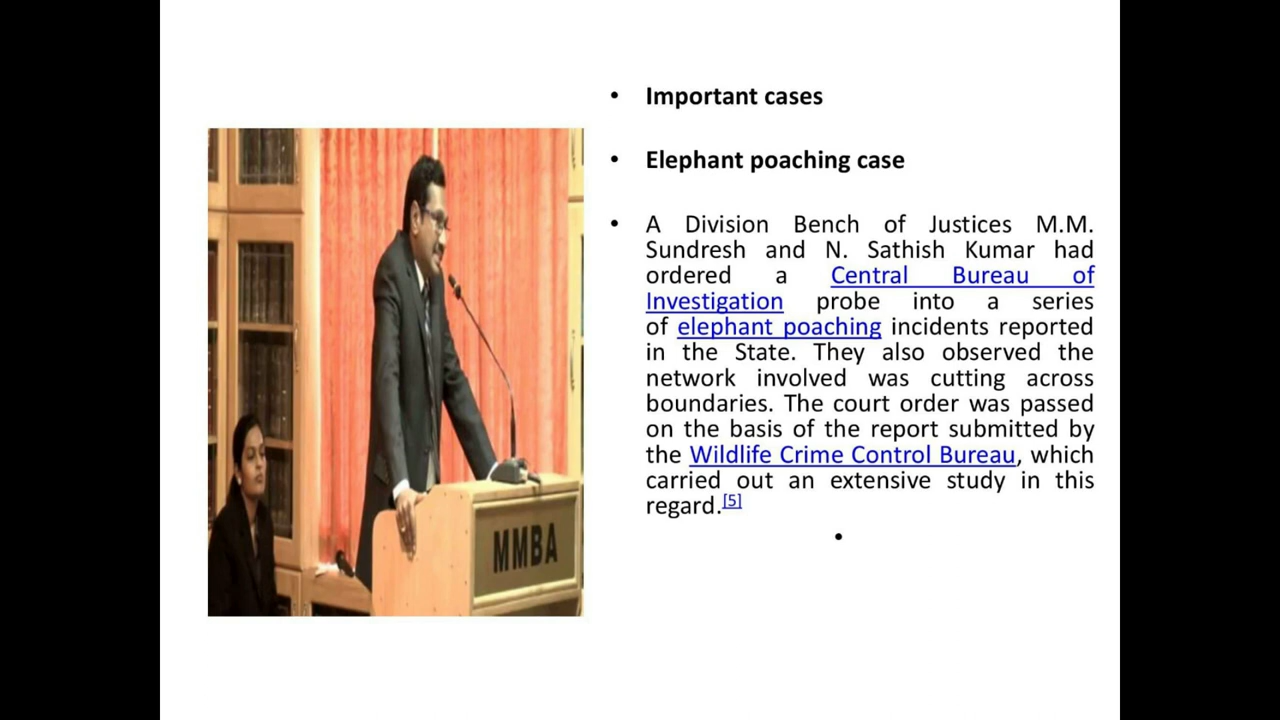 MMBA
• Important cases
• Elephant poaching case
• A Division Bench of Justices M.M.
Sundresh and N. Sathish Kumar had
ordered a Central Bureau of
Investigation probe into a series
of elephant poaching incidents reported
in the State. They also observed the
network involved was cutting across
boundaries. The court order was passed
on the basis of the report submitted by
the Wildlife Crime Control Bureau, which
carried out an extensive study in this
regard.[5]
•